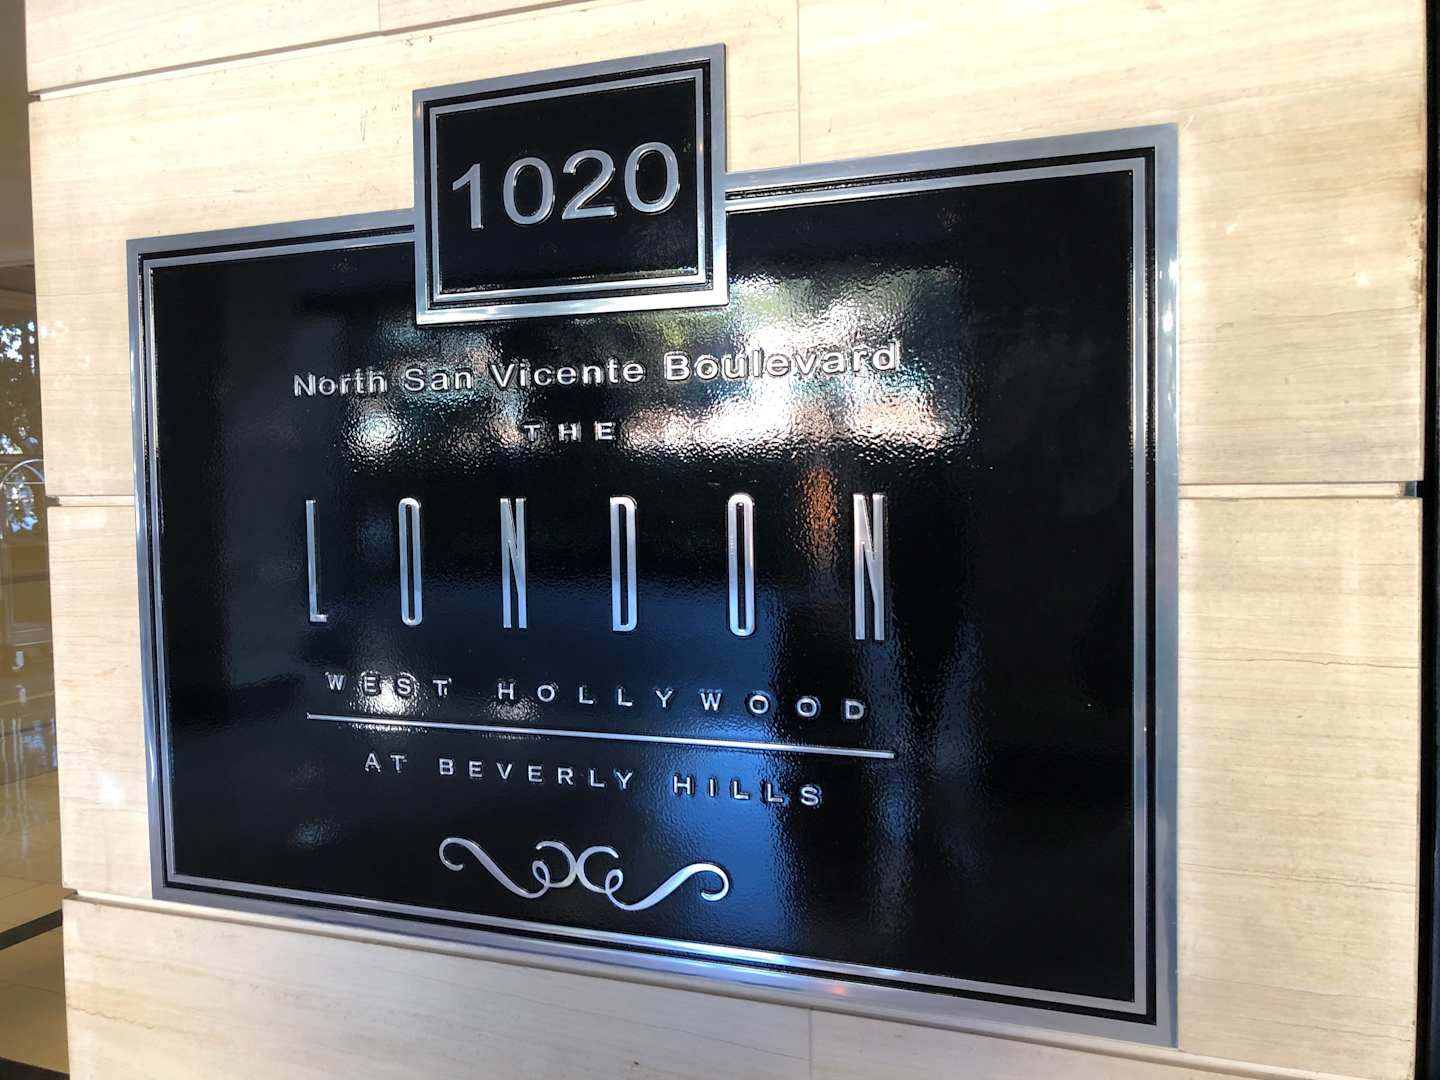 1020
North San Vicente Boulevard
THE
LONDON
WEST HOLLYWOOD
AT BEVERLY HILLS